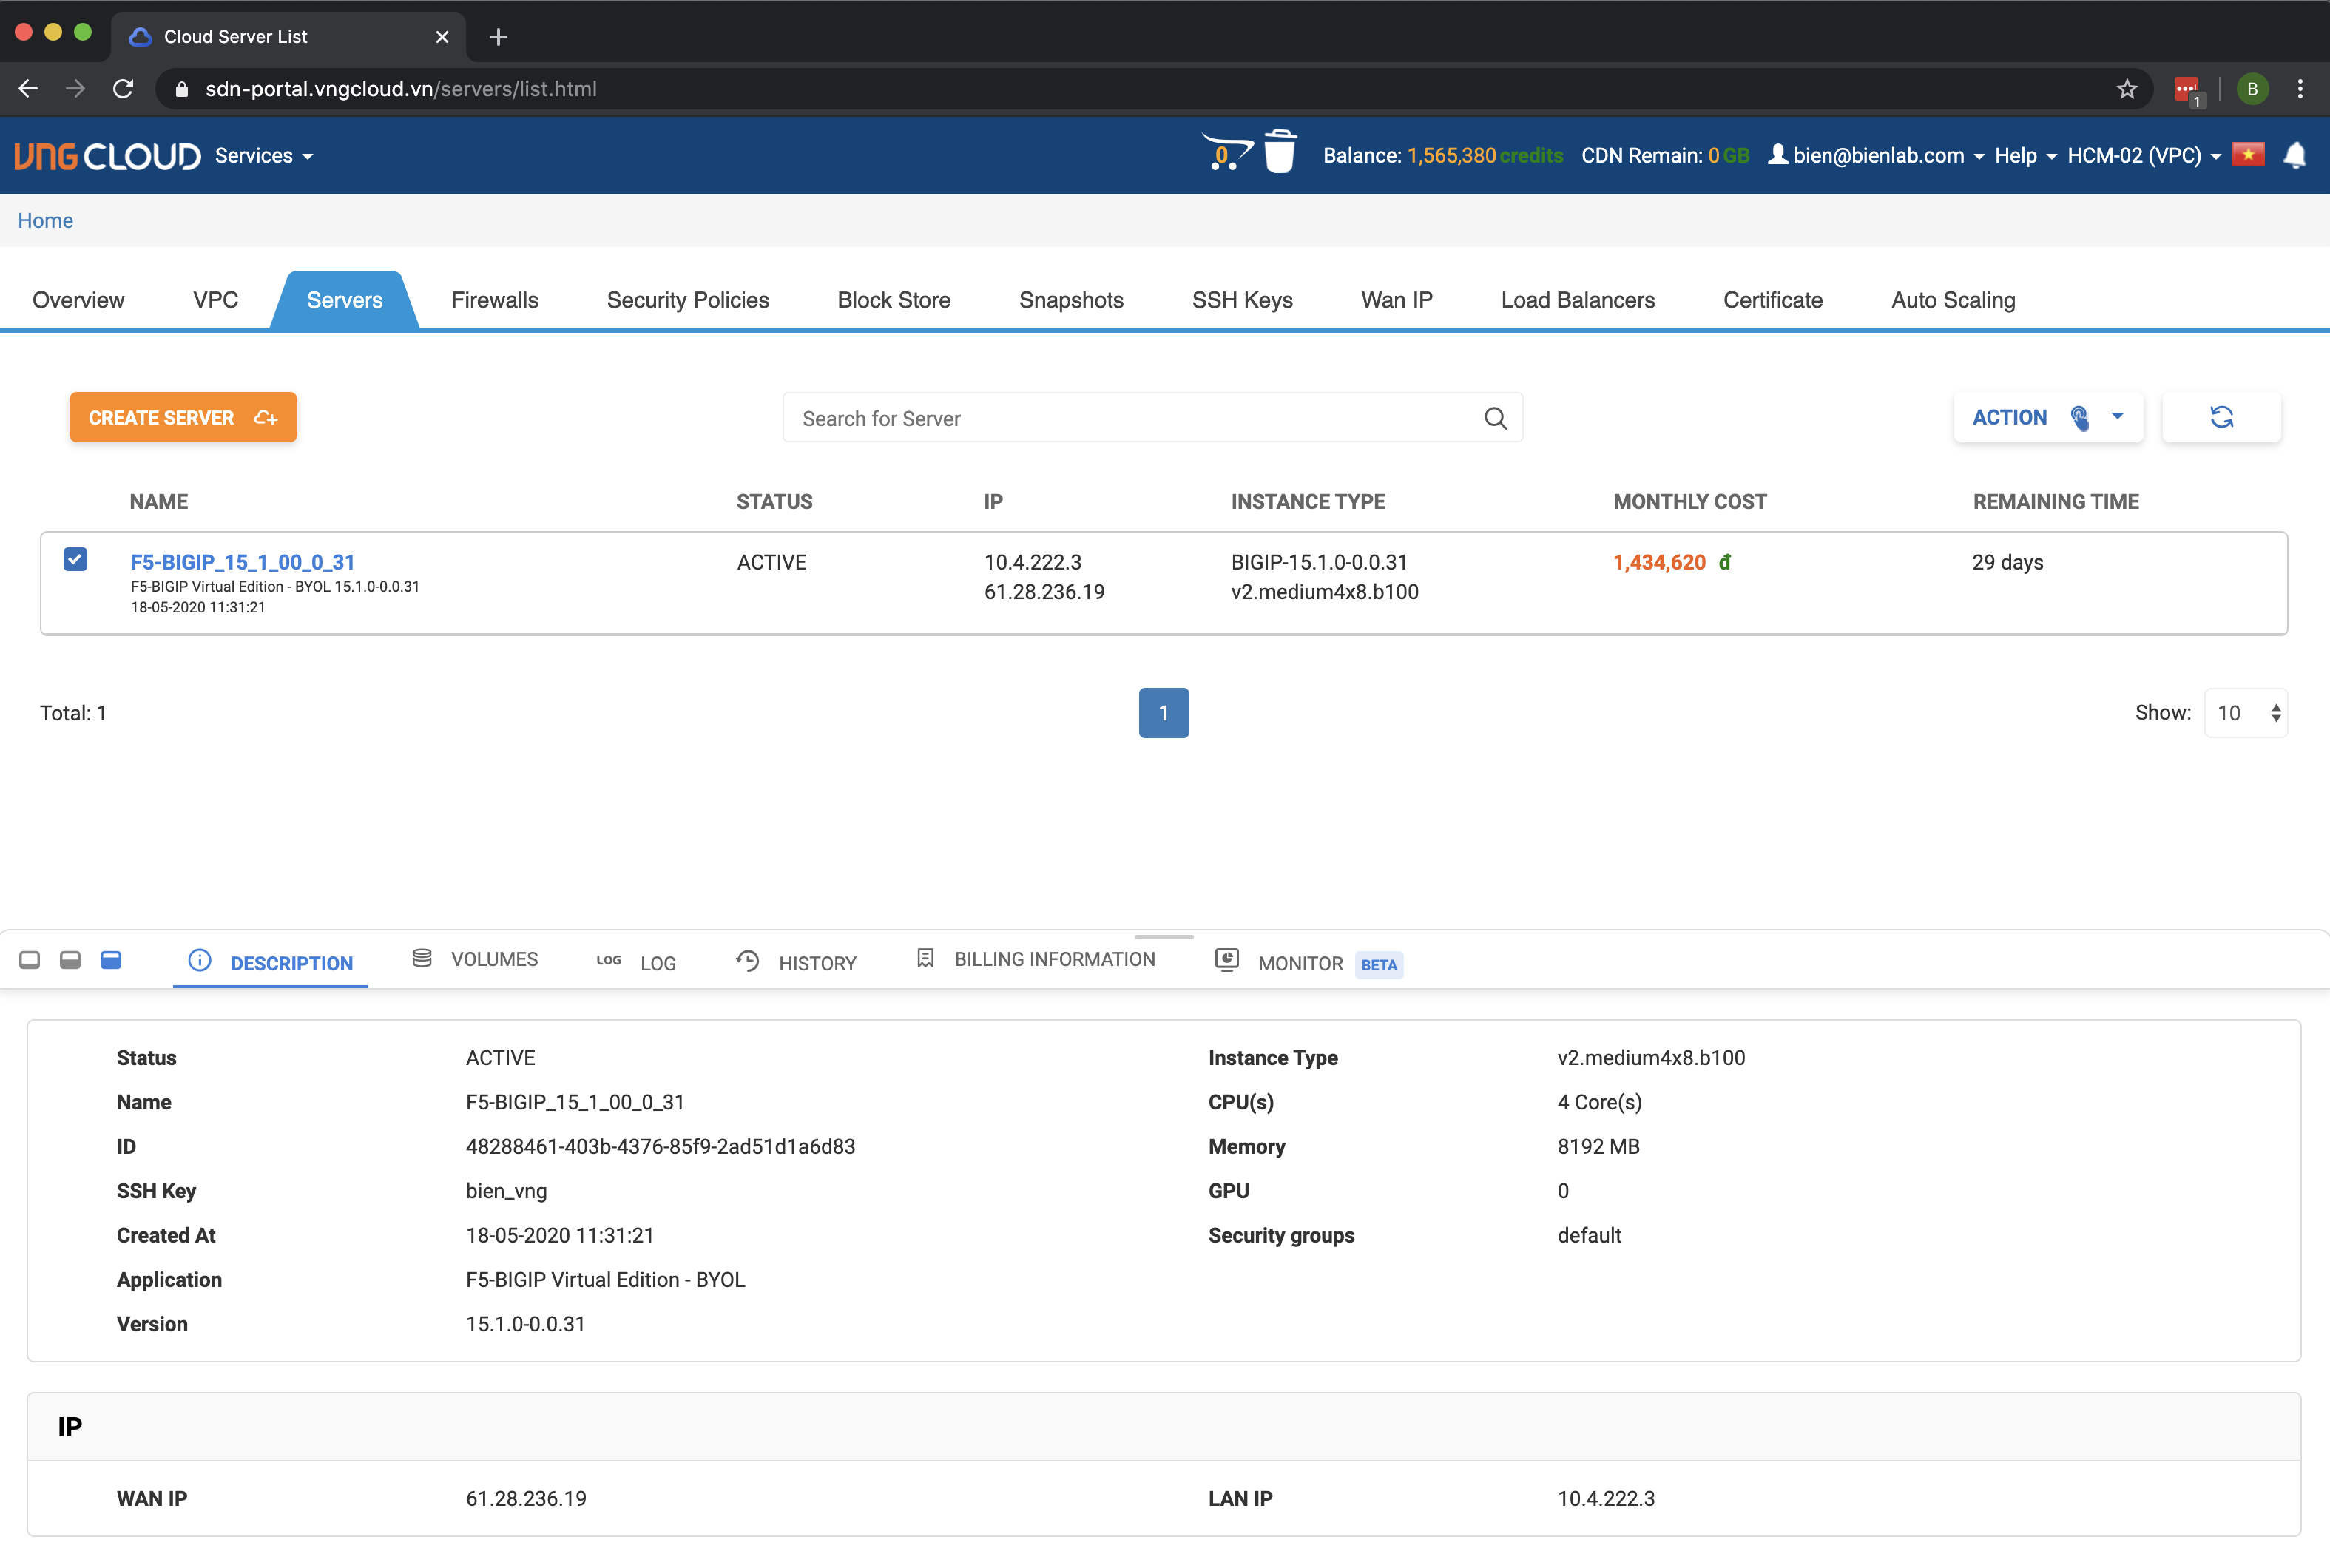 Cloud Server List
sdn-portal.vngcloud.vn/servers/list.html
1
B
VNG CLOUD Services 0 Balance: 1,565,380 credits CDN Remain: 0 GB bien@bienlab.com Help HCM-02 (VPC)
Home
Overview VPC Servers Firewalls Security Policies Block Store Snapshots SSH Keys Wan IP Load Balancers Certificate Auto Scaling
CREATE SERVER Search for Server ACTION
NAME STATUS IP INSTANCE TYPE MONTHLY COST REMAINING TIME
F5-BIGIP_15_1_00_0_31 ACTIVE 10.4.222.3 BIGIP-15.1.0-0.0.31 1,434,620 đ 29 days
F5-BIGIP Virtual Edition - BYOL 15.1.0-0.0.31 61.28.236.19 v2.medium4x8.b100
18-05-2020 11:31:21
Total: 1 1 Show: 10
DESCRIPTION VOLUMES LOG LOG HISTORY BILLING INFORMATION MONITOR BETA
Status ACTIVE Instance Type v2.medium4x8.b100
Name F5-BIGIP_15_1_00_0_31 CPU(s) 4 Core(s)
ID 48288461-403b-4376-85f9-2ad51d1a6d83 Memory 8192 MB
SSH Key bien_vng GPU 0
Created At 18-05-2020 11:31:21 Security groups default
Application F5-BIGIP Virtual Edition - BYOL
Version 15.1.0-0.0.31
IP
WAN IP 61.28.236.19 LAN IP 10.4.222.3